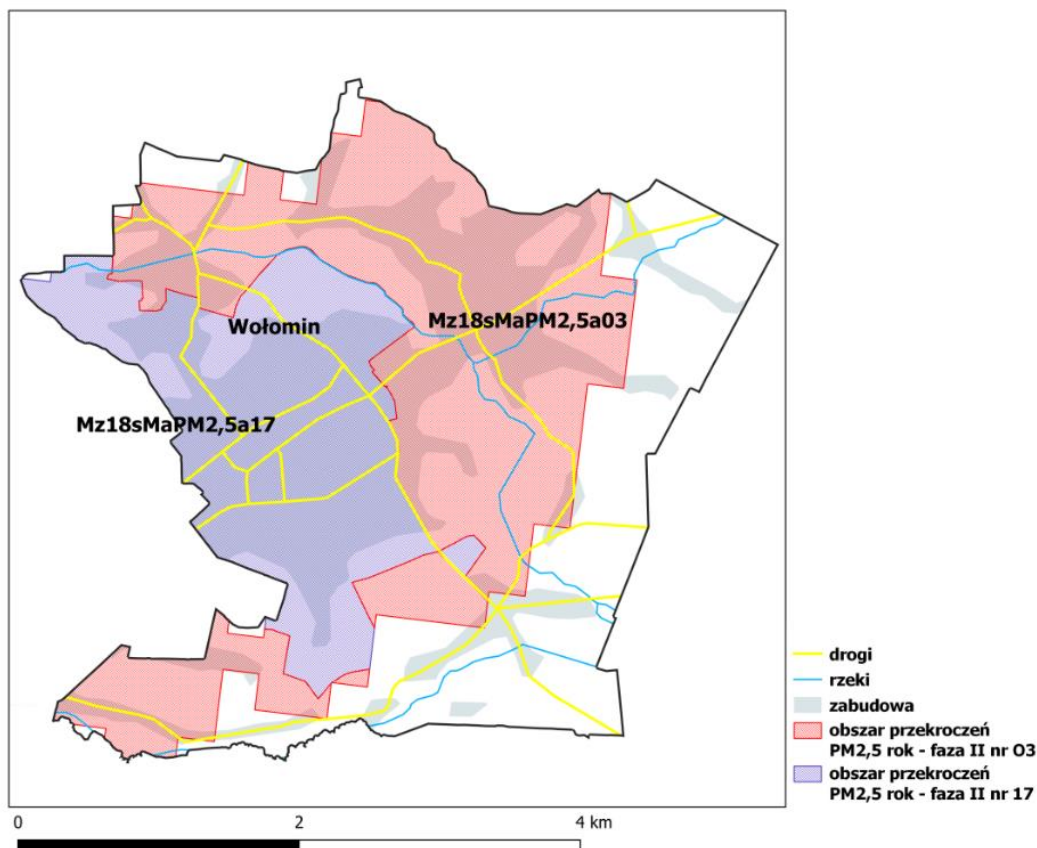 Wołomin
Mz18sMaPM2,5a03
Mz18sMaPM2,5a17
drogi
rzeki
zabudowa
obszar przekroczeń
PM2,5 rok - faza II nr O3
obszar przekroczeń
PM2,5 rok - faza II nr 17
0 2 4 km